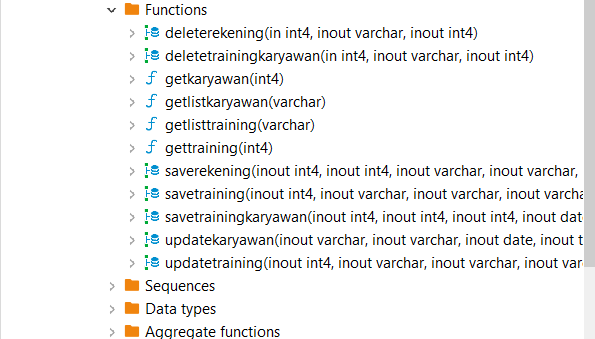 Functions
deleterekening(in int4, inout varchar, inout int4)
deletetrainingkaryawan(in int4, inout varchar, inout int4)
getkaryawan(int4)
getlistkaryawan(varchar)
getlisttraining(varchar)
gettraining(int4)
saverekening(inout int4, inout int4, inout varchar, inout varchar,
savetraining(inout int4, inout varchar, inout varchar, inout varcha
savetrainingkaryawan(inout int4, inout int4, inout int4, inout dat
updatekaryawan(inout varchar, inout varchar, inout date, inout t
updatetraining(inout int4, inout varchar, inout varchar, inout var
Sequences
Data types
Aggregate functions